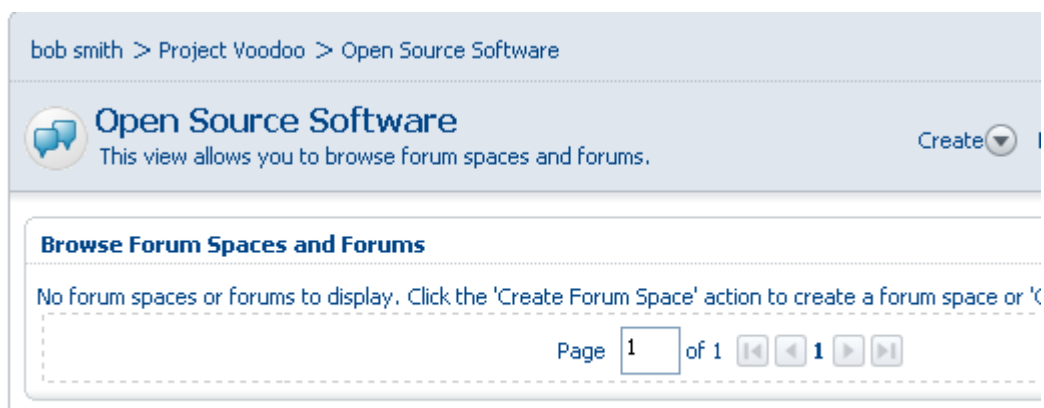 bob smith > Project Voodoo > Open Source Software
Open Source Software
This view allows you to browse forum spaces and forums.
Create
Browse Forum Spaces and Forums
No forum spaces or forums to display. Click the 'Create Forum Space' action to create a forum space or
Page 1 of 1 1